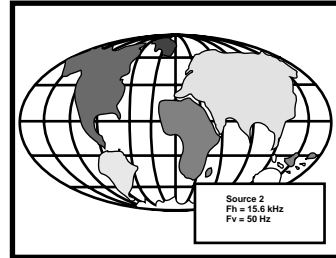 Source 2
Fh = 15.6 kHz
Fv = 50 Hz